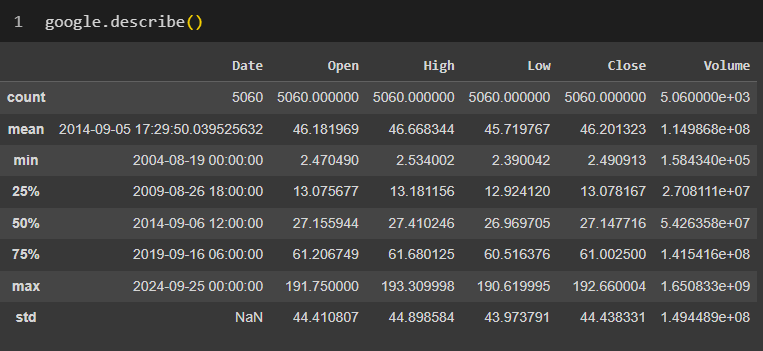 1 google.describe()
Date Open High Low Close Volume
count 5060 5060.000000 5060.000000 5060.000000 5060.000000 5.060000e+03
mean 2014-09-05 17:29:50.039525632 46.181969 46.668344 45.719767 46.201323 1.149868e+08
min 2004-08-19 00:00:00 2.470490 2.534002 2.390042 2.490913 1.584340e+05
25% 2009-08-26 18:00:00 13.075677 13.181156 12.924120 13.078167 2.708111e+07
50% 2014-09-06 12:00:00 27.155944 27.410246 26.969705 27.147716 5.426358e+07
75% 2019-09-16 06:00:00 61.206749 61.680125 60.516376 61.002500 1.415416e+08
max 2024-09-25 00:00:00 191.750000 193.309998 190.619995 192.660004 1.650833e+09
std NaN 44.410807 44.898584 43.973791 44.438331 1.494489e+08